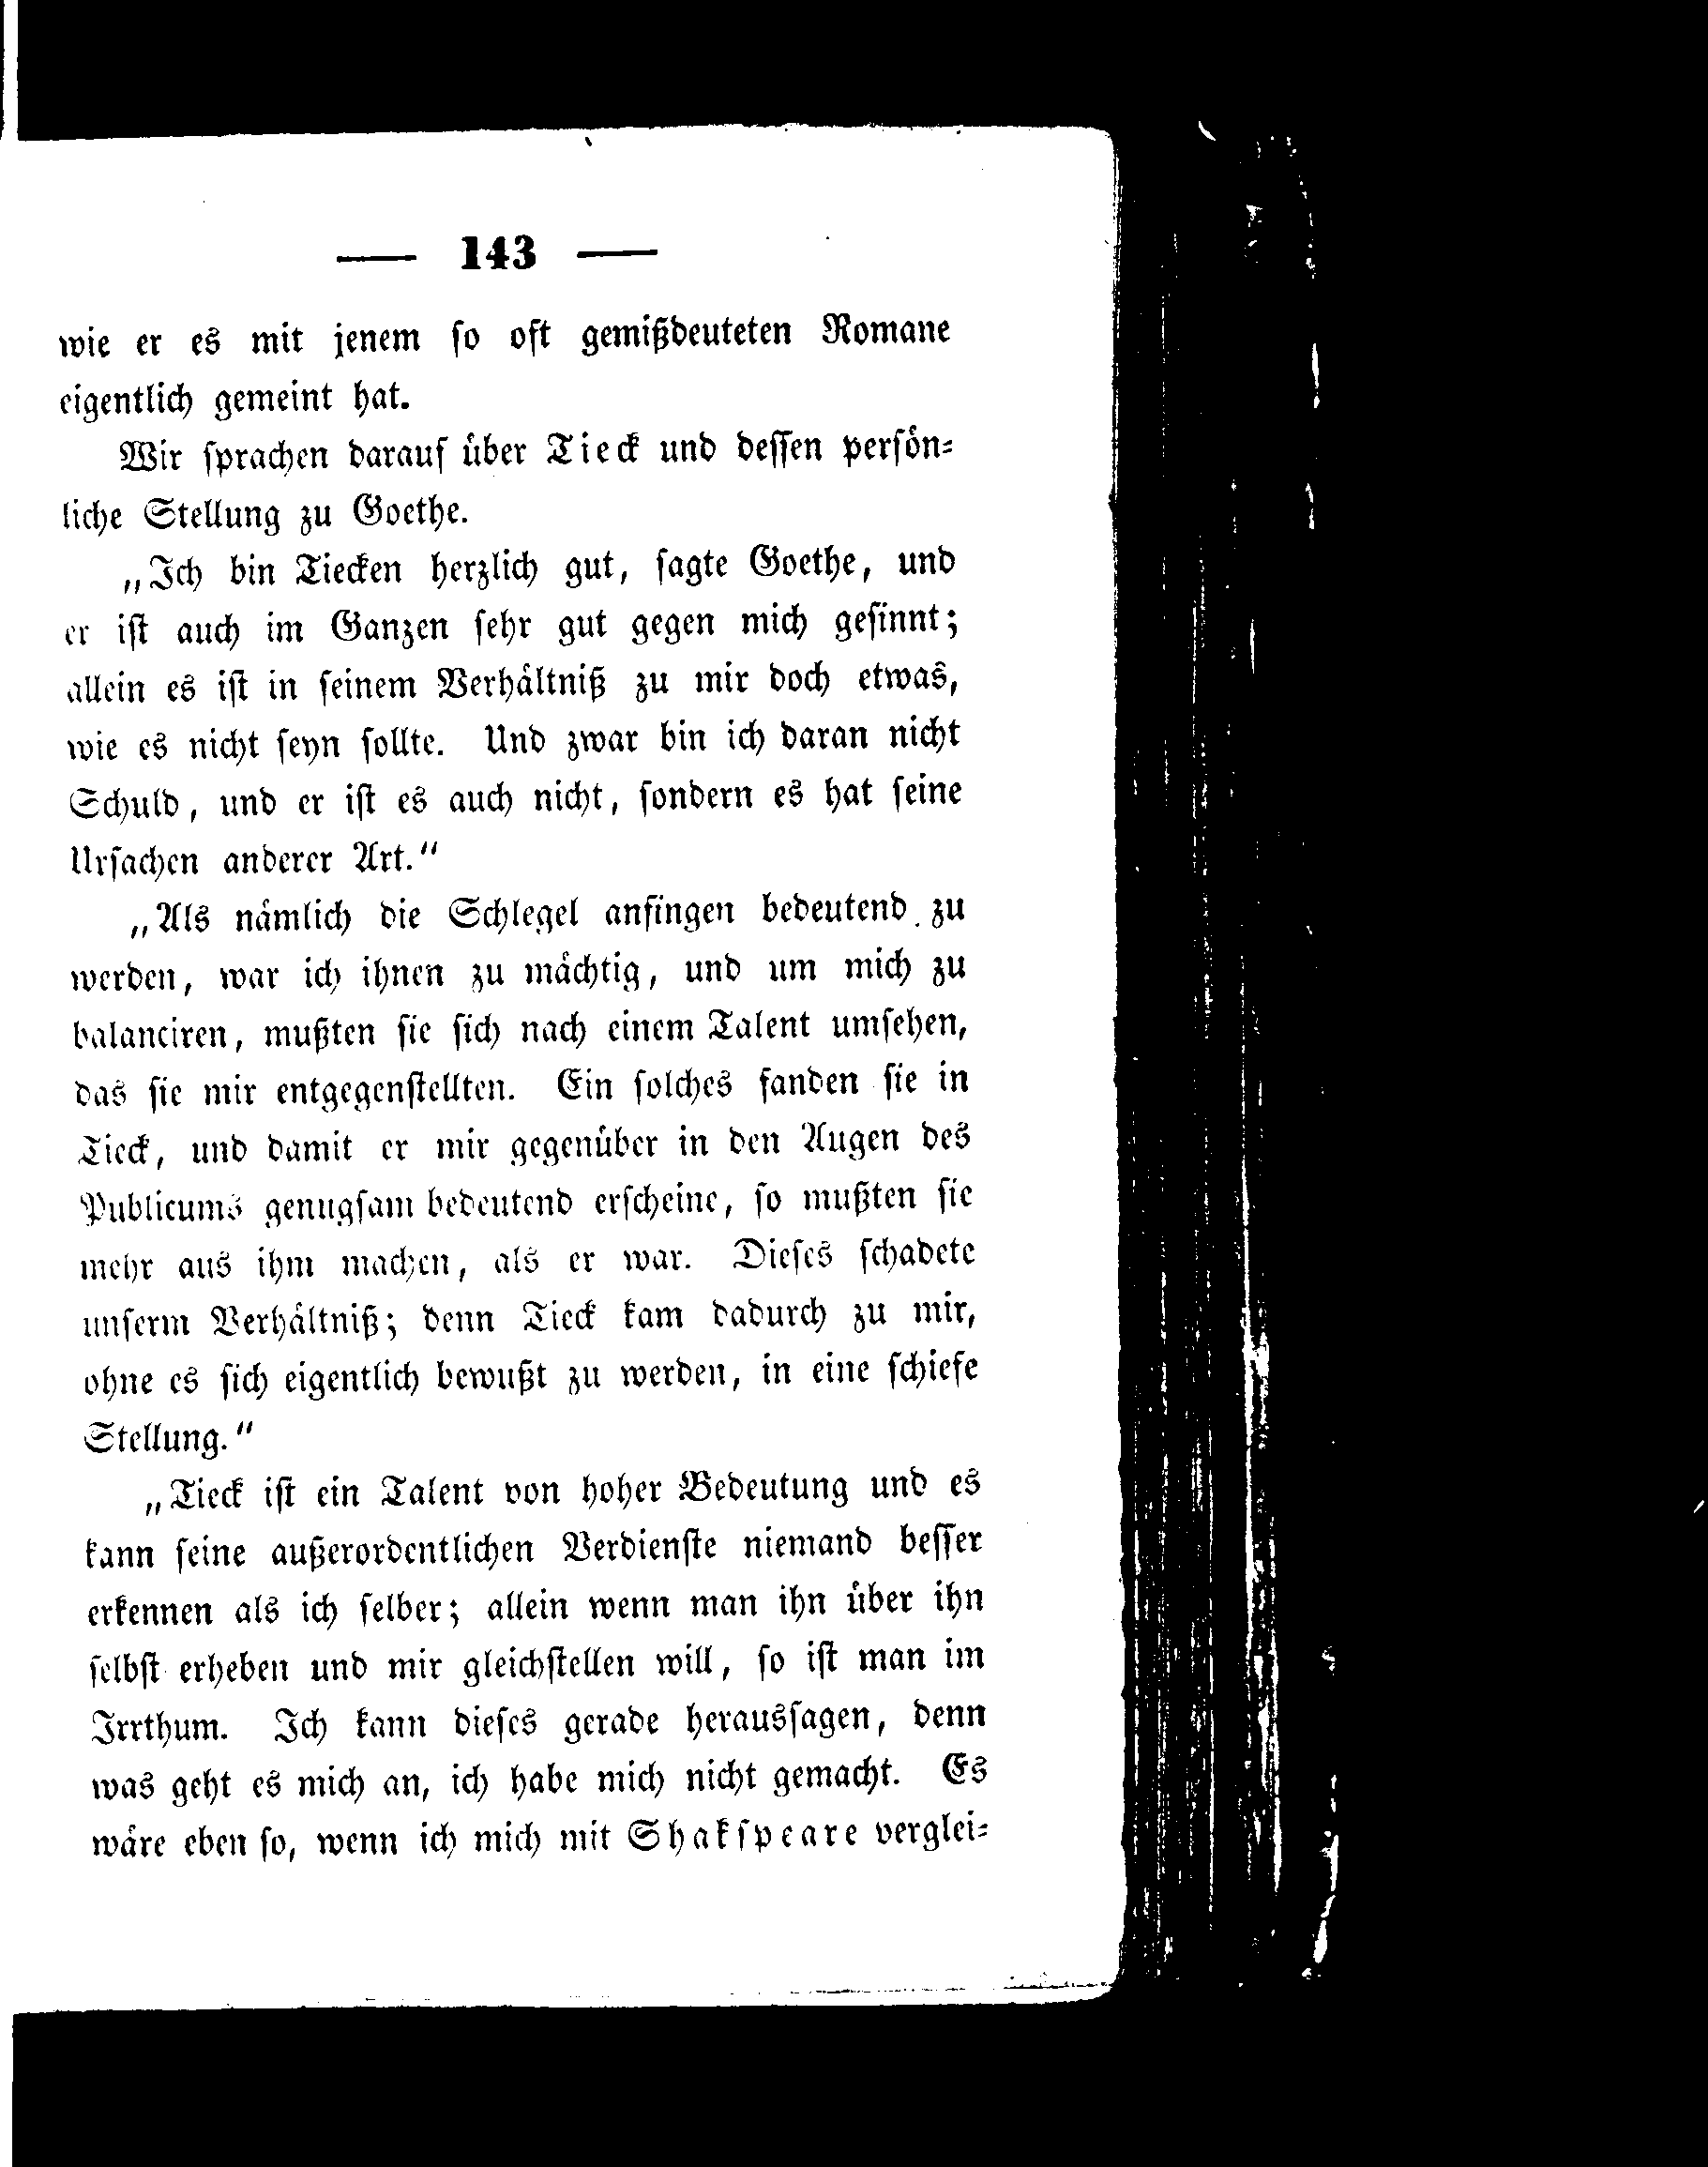 — 143 —
wie er es mit jenem so oft gemißdeuteten Romane
eigentlich gemeint hat.
Wir sprachen darauf über Tieck und dessen persön-
liche Stellung zu Goethe.
„Ich bin Tiecken herzlich gut, sagte Goethe, und
er ist auch im Ganzen sehr gut gegen mich gesinnt;
allein es ist in seinem Verhältniß zu mir doch etwas,
wie es nicht seyn sollte. Und zwar bin ich daran nicht
Schuld, und er ist es auch nicht, sondern es hat seine
Ursachen anderer Art.“
„Als nämlich die Schlegel anfingen bedeutend zu
werden, war ich ihnen zu mächtig, und um mich zu
balanciren, mußten sie sich nach einem Talent umsehen,
das sie mir entgegenstellten. Ein solches fanden sie in
Tieck, und damit er mir gegenüber in den Augen des
Publicums genugsam bedeutend erscheine, so mußten sie
mehr aus ihm machen, als er war. Dieses schadete
unserm Verhältniß; denn Tieck kam dadurch zu mir,
ohne es sich eigentlich bewußt zu werden, in eine schiefe
Stellung.“
„Tieck ist ein Talent von hoher Bedeutung und es
kann seine außerordentlichen Verdienste niemand besser
erkennen als ich selber; allein wenn man ihn über ihn
selbst erheben und mir gleichstellen will, so ist man im
Irrthum. Ich kann dieses gerade heraussagen, denn
was geht es mich an, ich habe mich nicht gemacht. Es
wäre eben so, wenn ich mich mit Shakspeare verglei-